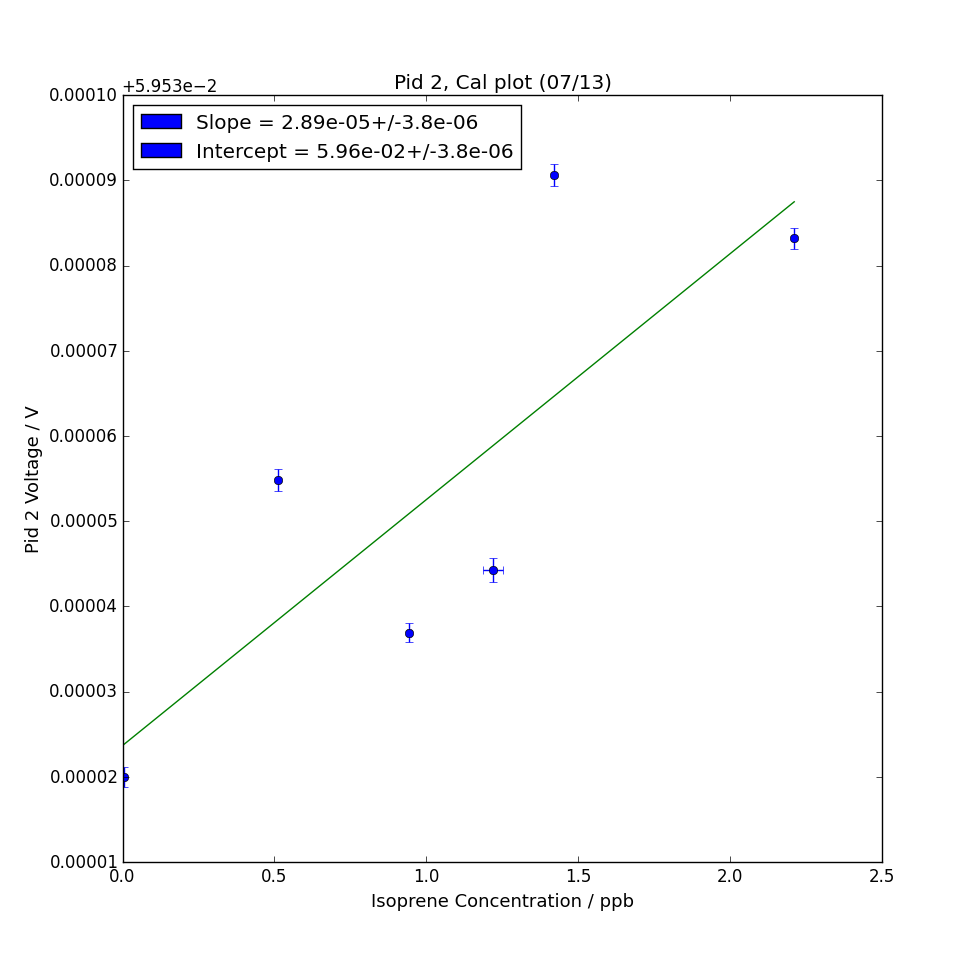 Pid 2, Cal plot (07/13)
+5.953e−2
Slope = 2.89e-05+/-3.8e-06
Intercept = 5.96e-02+/-3.8e-06
0.00010
0.00009
0.00008
0.00007
0.00006
0.00005
0.00004
0.00003
0.00002
0.00001
Pid 2 Voltage / V
0.0 0.5 1.0 1.5 2.0 2.5
Isoprene Concentration / ppb